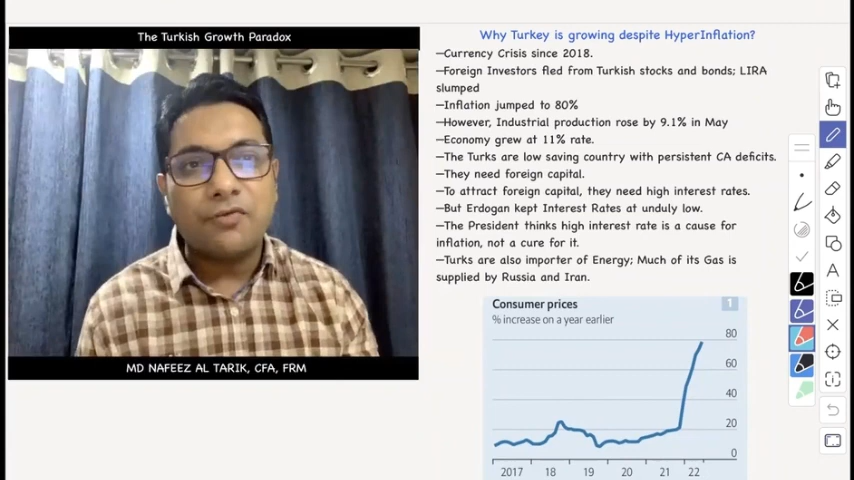 The Turkish Growth Paradox
MD NAFEEZ AL TARIK, CFA, FRM
Why Turkey is growing despite HyperInflation?
—Currency Crisis since 2018.
—Foreign Investors fled from Turkish stocks and bonds; LIRA
slumped
—Inflation jumped to 80%
—However, Industrial production rose by 9.1% in May
—Economy grew at 11% rate.
—The Turks are low saving country with persistent CA deficits.
—They need foreign capital.
—To attract foreign capital, they need high interest rates.
—But Erdogan kept Interest Rates at unduly low.
—The President thinks high interest rate is a cause for
inflation, not a cure for it.
—Turks are also importer of Energy; Much of its Gas is
supplied by Russia and Iran.
Consumer prices 1
% increase on a year earlier
80
60
40
20
0
2017 18 19 20 21 22
A